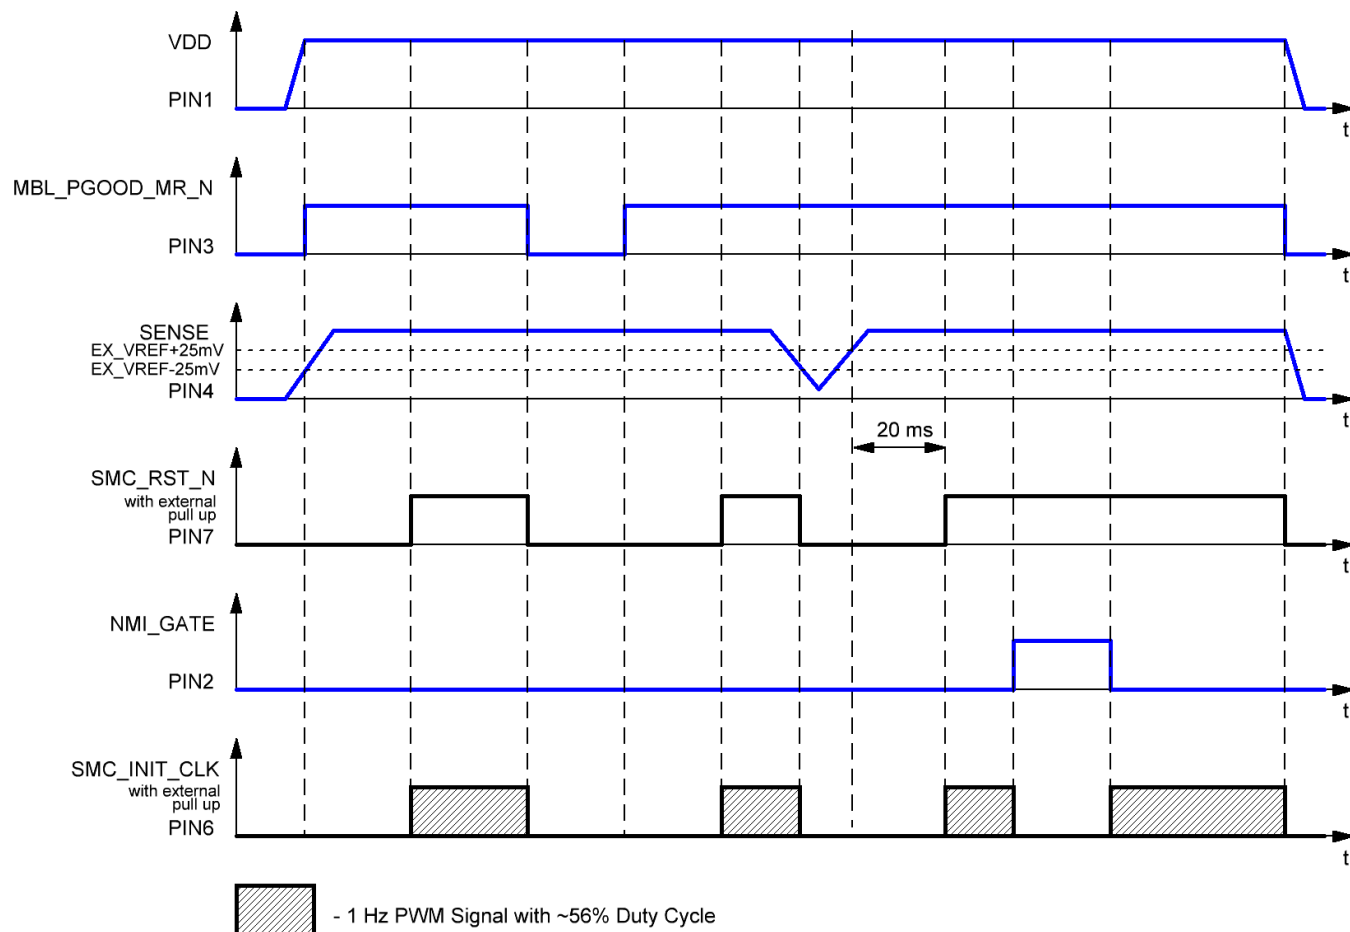 VDD
PIN1
t
MBL_PGOOD_MR_N
PIN3
t
SENSE
EX_VREF+25mV
EX_VREF-25mV
PIN4
t
20 ms
SMC_RST_N
with external
pull up
PIN7
t
NMI_GATE
PIN2
t
SMC_INIT_CLK
with external
pull up
PIN6
t
- 1 Hz PWM Signal with ~56% Duty Cycle